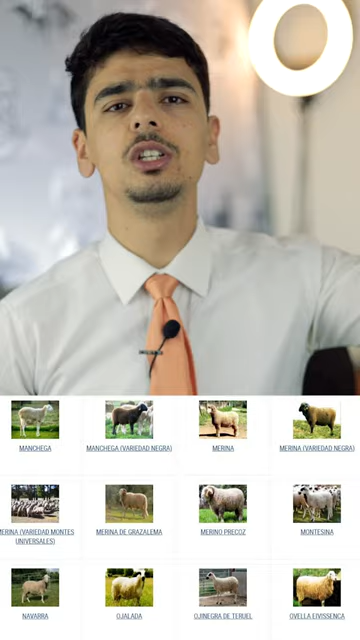 MANCHEGA
MANCHEGA (VARIEDAD NEGRA)
MERINA
MERINA (VARIEDAD NEGRA)
MERINA (VARIEDAD MONTES
UNIVERSALES)
MERINA DE GRAZALEMA
MERINO PRECOZ
MONTESINA
NAVARRA
OJALADA
OJINEGRA DE TERUEL
OVELLA EIVISSENCA